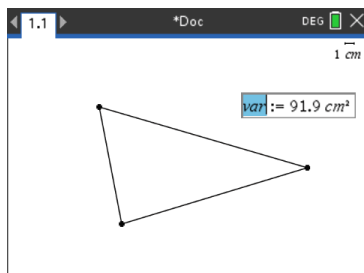 1.1 *Doc DEG
1 cm
var := 91.9 cm²